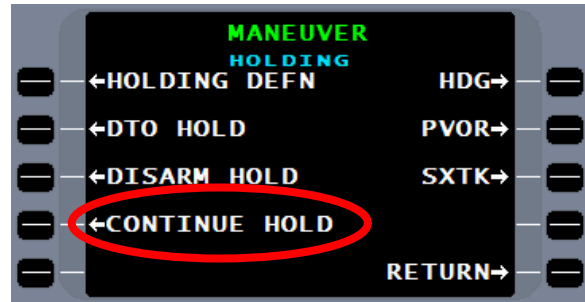 MANEUVER
HOLDING
←HOLDING DEFN HDG→
←DTO HOLD PVOR→
←DISARM HOLD SXTK→
←CONTINUE HOLD
RETURN→